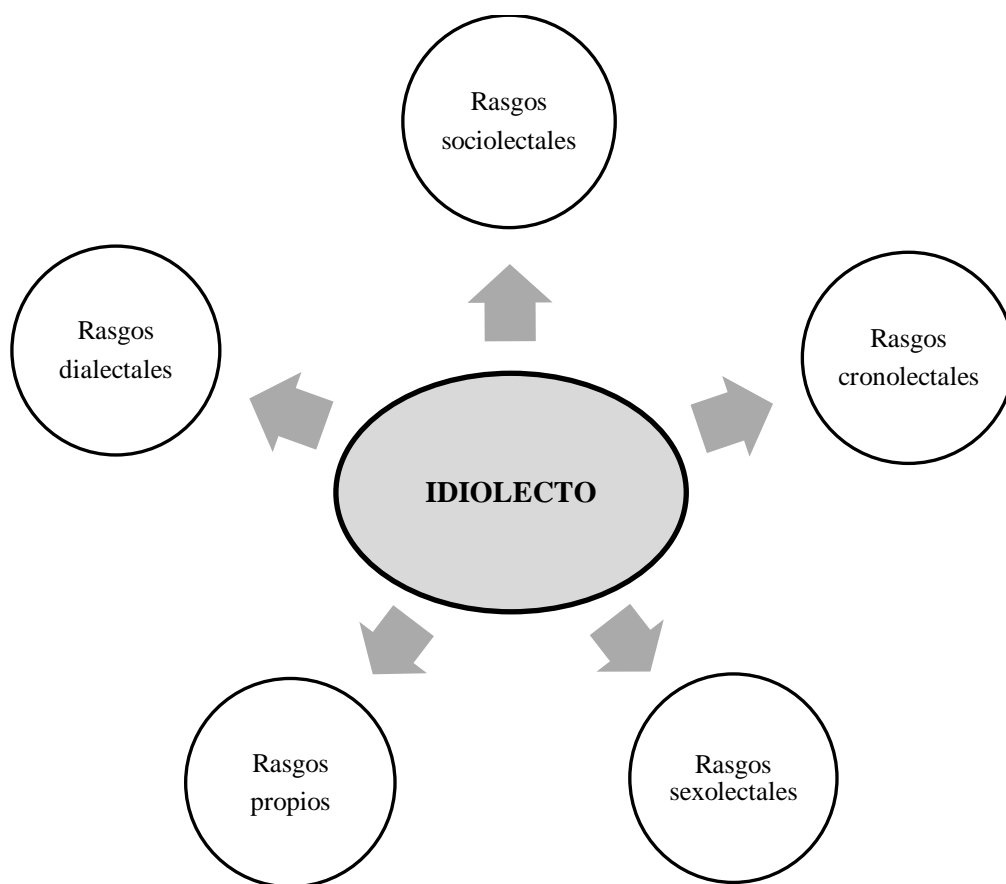 Rasgos
sociolectales
Rasgos
dialectales
Rasgos
cronolectales
IDIOLECTO
Rasgos
propios
Rasgos
sexolectales